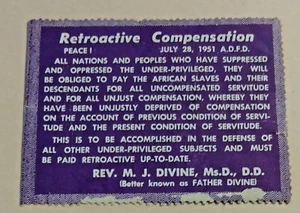 Retroactive Compensation
PEACE! JULY 28, 1951 A.D.F.D.
ALL NATIONS AND PEOPLES WHO HAVE SUPPRESSED
AND OPPRESSED THE UNDER-PRIVILEGED, THEY WILL
BE OBLIGED TO PAY THE AFRICAN SLAVES AND THEIR
DESCENDANTS FOR ALL UNCOMPENSATED SERVITUDE
AND FOR ALL UNJUST COMPENSATION, WHEREBY THEY
HAVE BEEN UNJUSTLY DEPRIVED OF COMPENSATION
ON THE ACCOUNT OF PREVIOUS CONDITION OF SERVI-
TUDE AND THE PRESENT CONDITION OF SERVITUDE.
THIS IS TO BE ACCOMPLISHED IN THE DEFENSE OF
ALL OTHER UNDER-PRIVILEGED SUBJECTS AND MUST
BE PAID RETROACTIVE UP-TO-DATE.
REV. M. J. DIVINE, Ms.D., D.D.
(Better known as FATHER DIVINE)